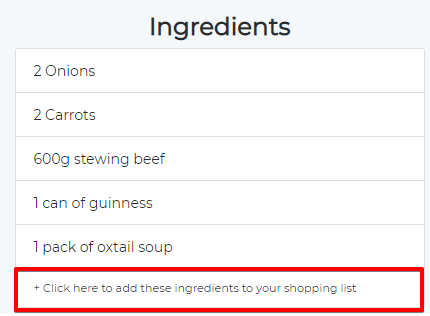 Ingredients
2 Onions
2 Carrots
600g stewing beef
1 can of guinness
1 pack of oxtail soup
+ Click here to add these ingredients to your shopping list